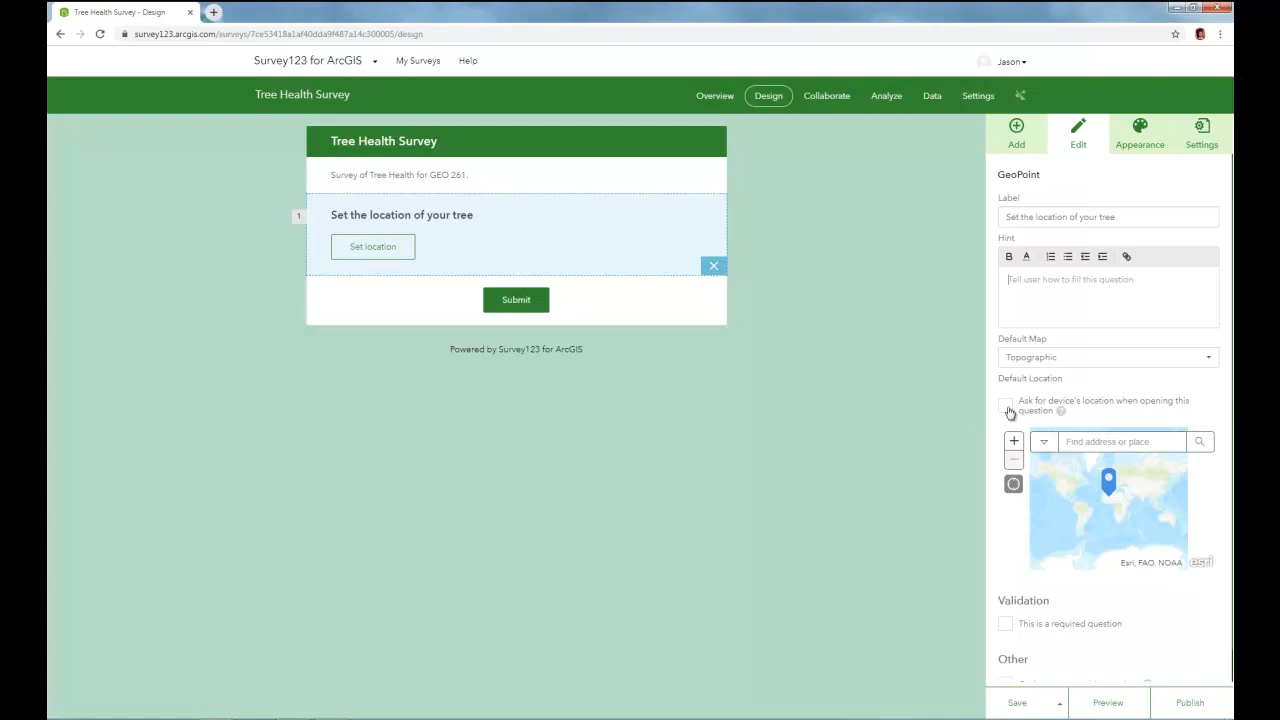 Tree Health Survey - Design
survey123.arcgis.com/surveys/7ce53418a1af40dda9f487a14c300005/design
Survey123 for ArcGIS
My Surveys
Help
Jason
Tree Health Survey
Overview
Design
Collaborate
Analyze
Data
Settings
Add
Edit
Appearance
Settings
Tree Health Survey
Survey of Tree Health for GEO 261.
1
Set the location of your tree
Set location
Submit
Powered by Survey123 for ArcGIS
GeoPoint
Label
Set the location of your tree
Hint
B A
Tell user how to fill this question
Default Map
Topographic
Default Location
Ask for device's location when opening this
question ?
Find address or place
Esri, FAO, NOAA esri
Validation
This is a required question
Other
Save
Preview
Publish